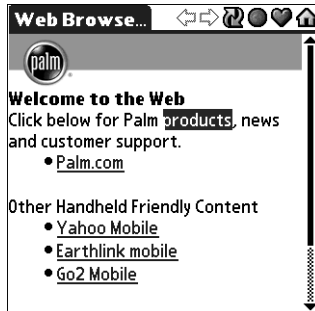 Web Browse...
palm
Welcome to the Web
Click below for Palm products, news
and customer support.
Palm.com
Other Handheld Friendly Content
Yahoo Mobile
Earthlink mobile
Go2 Mobile